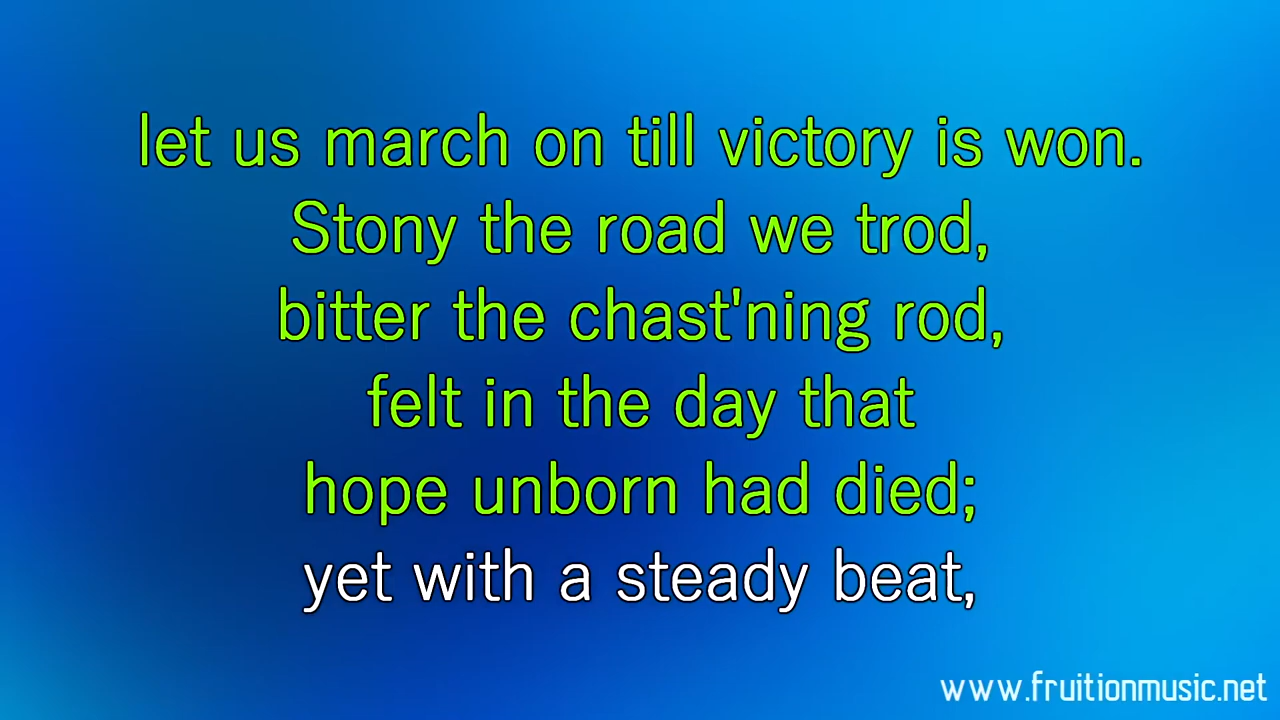 let us march on till victory is won.
Stony the road we trod,
bitter the chast'ning rod,
felt in the day that
hope unborn had died;
yet with a steady beat,
www.fruitionmusic.net